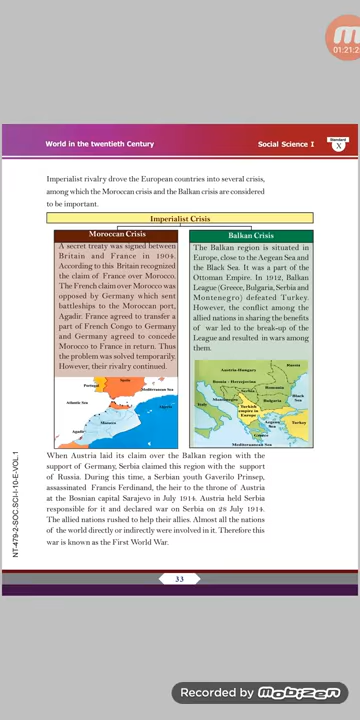 01:21:2
World in the twentieth Century
Social Science I
Standard
X
Imperialist rivalry drove the European countries into several crisis,
among which the Moroccan crisis and the Balkan crisis are considered
to be important.
Imperialist Crisis
Moroccan Crisis
A secret treaty was signed between
Britain and France in 1904.
According to this Britain recognized
the claim of France over Morocco.
The French claim over Morocco was
opposed by Germany which sent
battleships to the Moroccan port,
Agadir. France agreed to transfer a
part of French Congo to Germany
and Germany agreed to concede
Morocco to France in return. Thus
the problem was solved temporarily.
However, their rivalry continued.
Portugal
Spain
Mediterranean Sea
Atlantic Sea
Algeria
Morocco
Agadir
Balkan Crisis
The Balkan region is situated in
Europe, close to the Aegean Sea and
the Black Sea. It was a part of the
Ottoman Empire. In 1912, Balkan
League (Greece, Bulgaria, Serbia and
Montenegro) defeated Turkey.
However, the conflict among the
allied nations in sharing the benefits
of war led to the break-up of the
League and resulted in wars among
them.
Austria-Hungary
Russia
Bosnia - Herzegovina
Romania
Serbia
Black
Sea
Montenegro
Bulgaria
Italy
Turkish
empire in
Europe
Turkey
Aegean
Sea
Greece
Mediterranean Sea
When Austria laid its claim over the Balkan region with the
support of Germany, Serbia claimed this region with the support
of Russia. During this time, a Serbian youth Gaverilo Prinsep,
assassinated Francis Ferdinand, the heir to the throne of Austria
at the Bosnian capital Sarajevo in July 1914. Austria held Serbia
responsible for it and declared war on Serbia on 28 July 1914.
The allied nations rushed to help their allies. Almost all the nations
of the world directly or indirectly were involved in it. Therefore this
war is known as the First World War.
NT-479-2-SOC.SCI-I-10-E-VOL.1
33
Recorded by mobizen